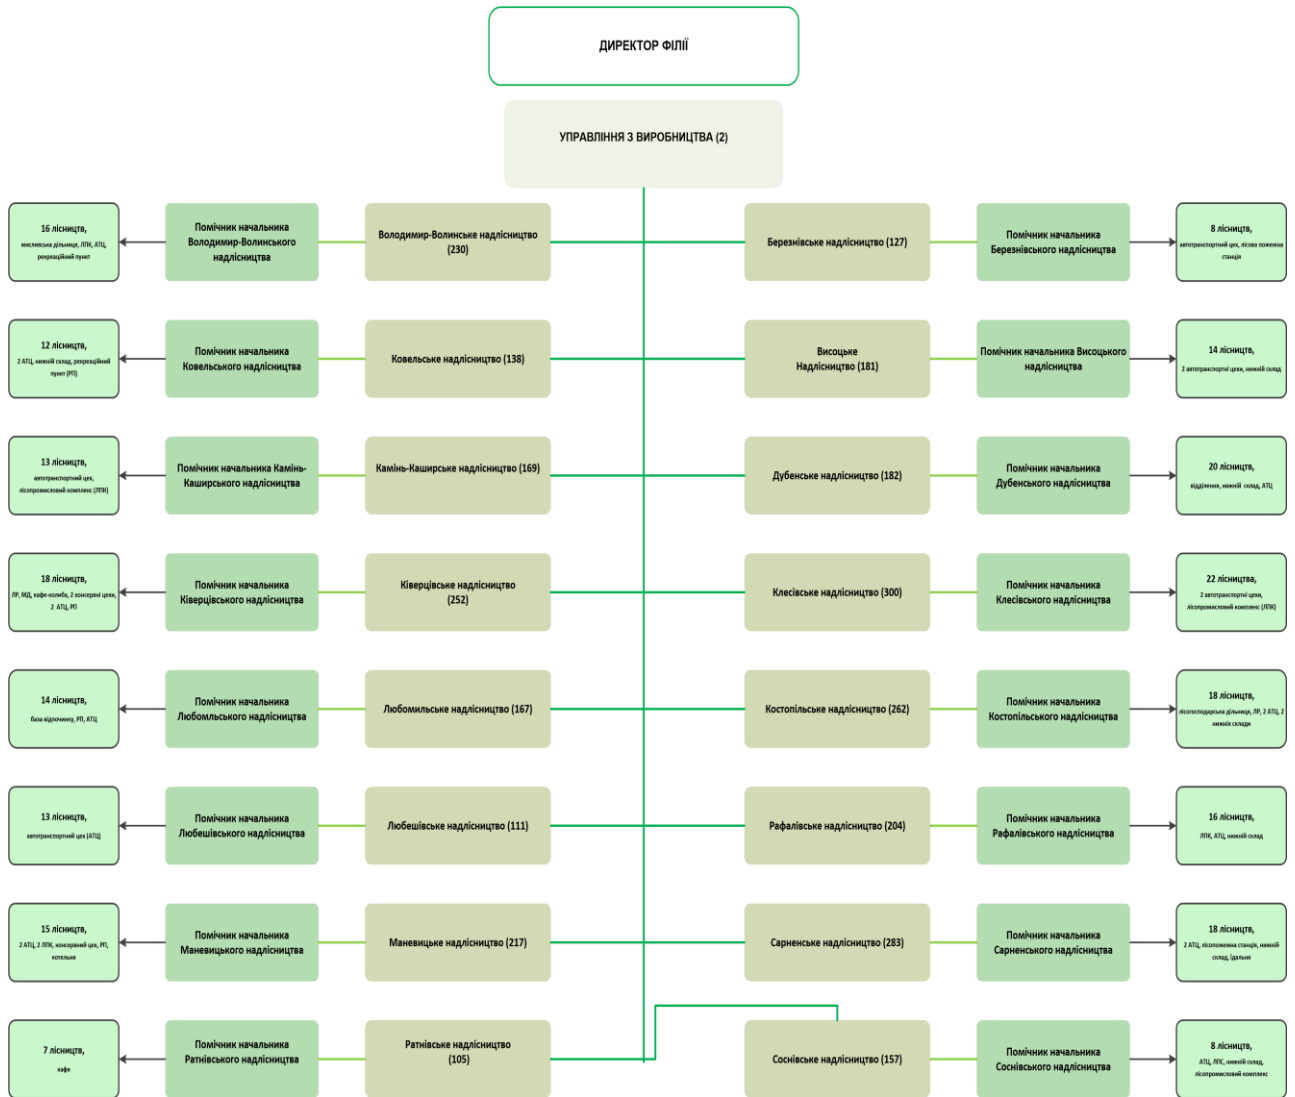 ДИРЕКТОР ФІЛІЇ
УПРАВЛІННЯ З ВИРОБНИЦТВА (2)
16 лісництв,
мисливська дільниця, ЛПК, АТЦ,
рекреаційний пункт
Помічник начальника
Володимир-Волинського
надлісництва
Володимир-Волинське надлісництво
(230)
Березнівське надлісництво (127)
Помічник начальника
Березнівського надлісництва
8 лісництв,
автотранспортний цех, лісова пожежна
станція
12 лісництв,
2 АТЦ, нижній склад, рекреаційний
пункт (РП)
Помічник начальника
Ковельського надлісництва
Ковельське надлісництво (138)
Висоцьке
Надлісництво (181)
Помічник начальника Висоцького
надлісництва
14 лісництв,
2 автотранспортні цехи, нижній склад
13 лісництв,
автотранспортний цех,
лісопромисловий комплекс (ЛПК)
Помічник начальника Камінь-
Каширського надлісництва
Камінь-Каширське надлісництво (169)
Дубенське надлісництво (182)
Помічник начальника
Дубенського надлісництва
20 лісництв,
відділення, нижній склад, АТЦ
18 лісництв,
ЛР, МД, кафе-колиба, 2 консервні цехи,
2 АТЦ, РП
Помічник начальника
Ківерцівського надлісництва
Ківерцівське надлісництво
(252)
Клесівське надлісництво (300)
Помічник начальника
Клесівського надлісництва
22 лісництва,
2 автотранспортні цехи,
лісопромисловий комплекс (ЛПК)
14 лісництв,
база відпочинку, РП, АТЦ
Помічник начальника
Любомльського надлісництва
Любомильське надлісництво (167)
Костопільське надлісництво (262)
Помічник начальника
Костопільського надлісництва
18 лісництв,
лісогосподарська дільниця, ЛР, 2 АТЦ, 2
нижніх склади
13 лісництв,
автотранспортний цех (АТЦ)
Помічник начальника
Любешівського надлісництва
Любешівське надлісництво (111)
Рафалівське надлісництво (204)
Помічник начальника
Рафалівського надлісництва
16 лісництв,
ЛПК, АТЦ, нижній склад
15 лісництв,
2 АТЦ, 2 ЛПК, консервний цех, РП,
котельня
Помічник начальника
Маневицького надлісництва
Маневицьке надлісництво (217)
Сарненське надлісництво (283)
Помічник начальника
Сарненського надлісництва
18 лісництв,
2 АТЦ, лісопожежна станція, нижній
склад, їдальня
7 лісництв,
кафе
Помічник начальника
Ратнівського надлісництва
Ратнівське надлісництво
(105)
Соснівське надлісництво (157)
Помічник начальника
Соснівського надлісництва
8 лісництв,
АТЦ, ЛПС, нижній склад,
лісопромисловий комплекс